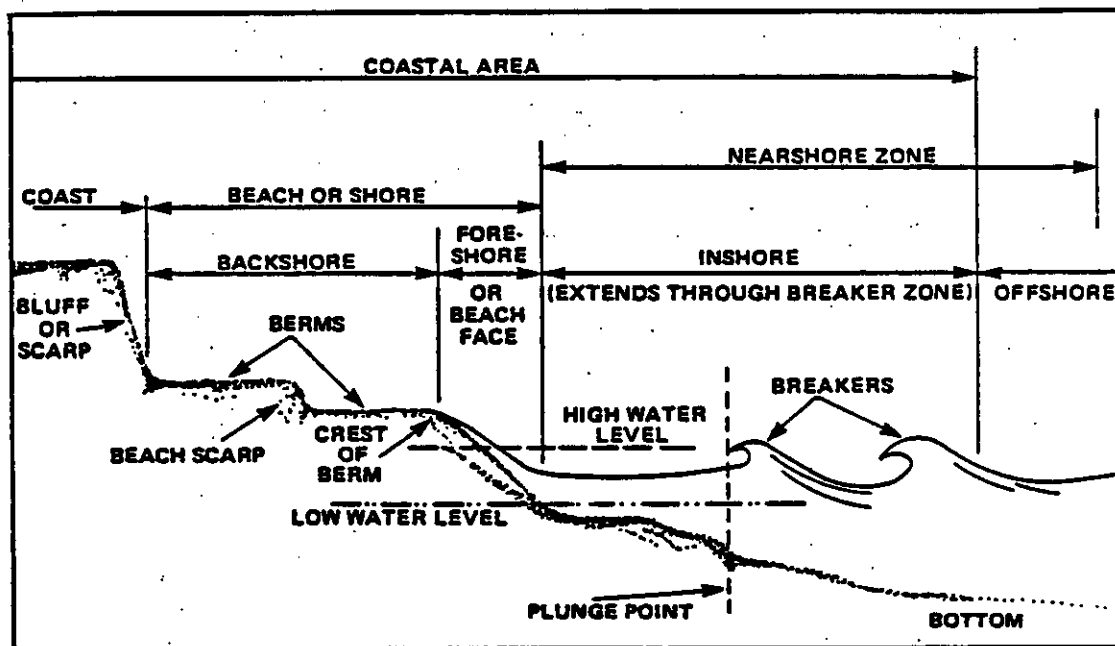 COASTAL AREA
NEARSHORE ZONE
COAST
BEACH OR SHORE
FORE-
SHORE
OR
BEACH
FACE
BACKSHORE
INSHORE
(EXTENDS THROUGH BREAKER ZONE)
OFFSHORE
BLUFF
OR
SCARP
BERMS
BREAKERS
HIGH WATER
LEVEL
BEACH SCARP
CREST
OF
BERM
LOW WATER LEVEL
PLUNGE POINT
BOTTOM